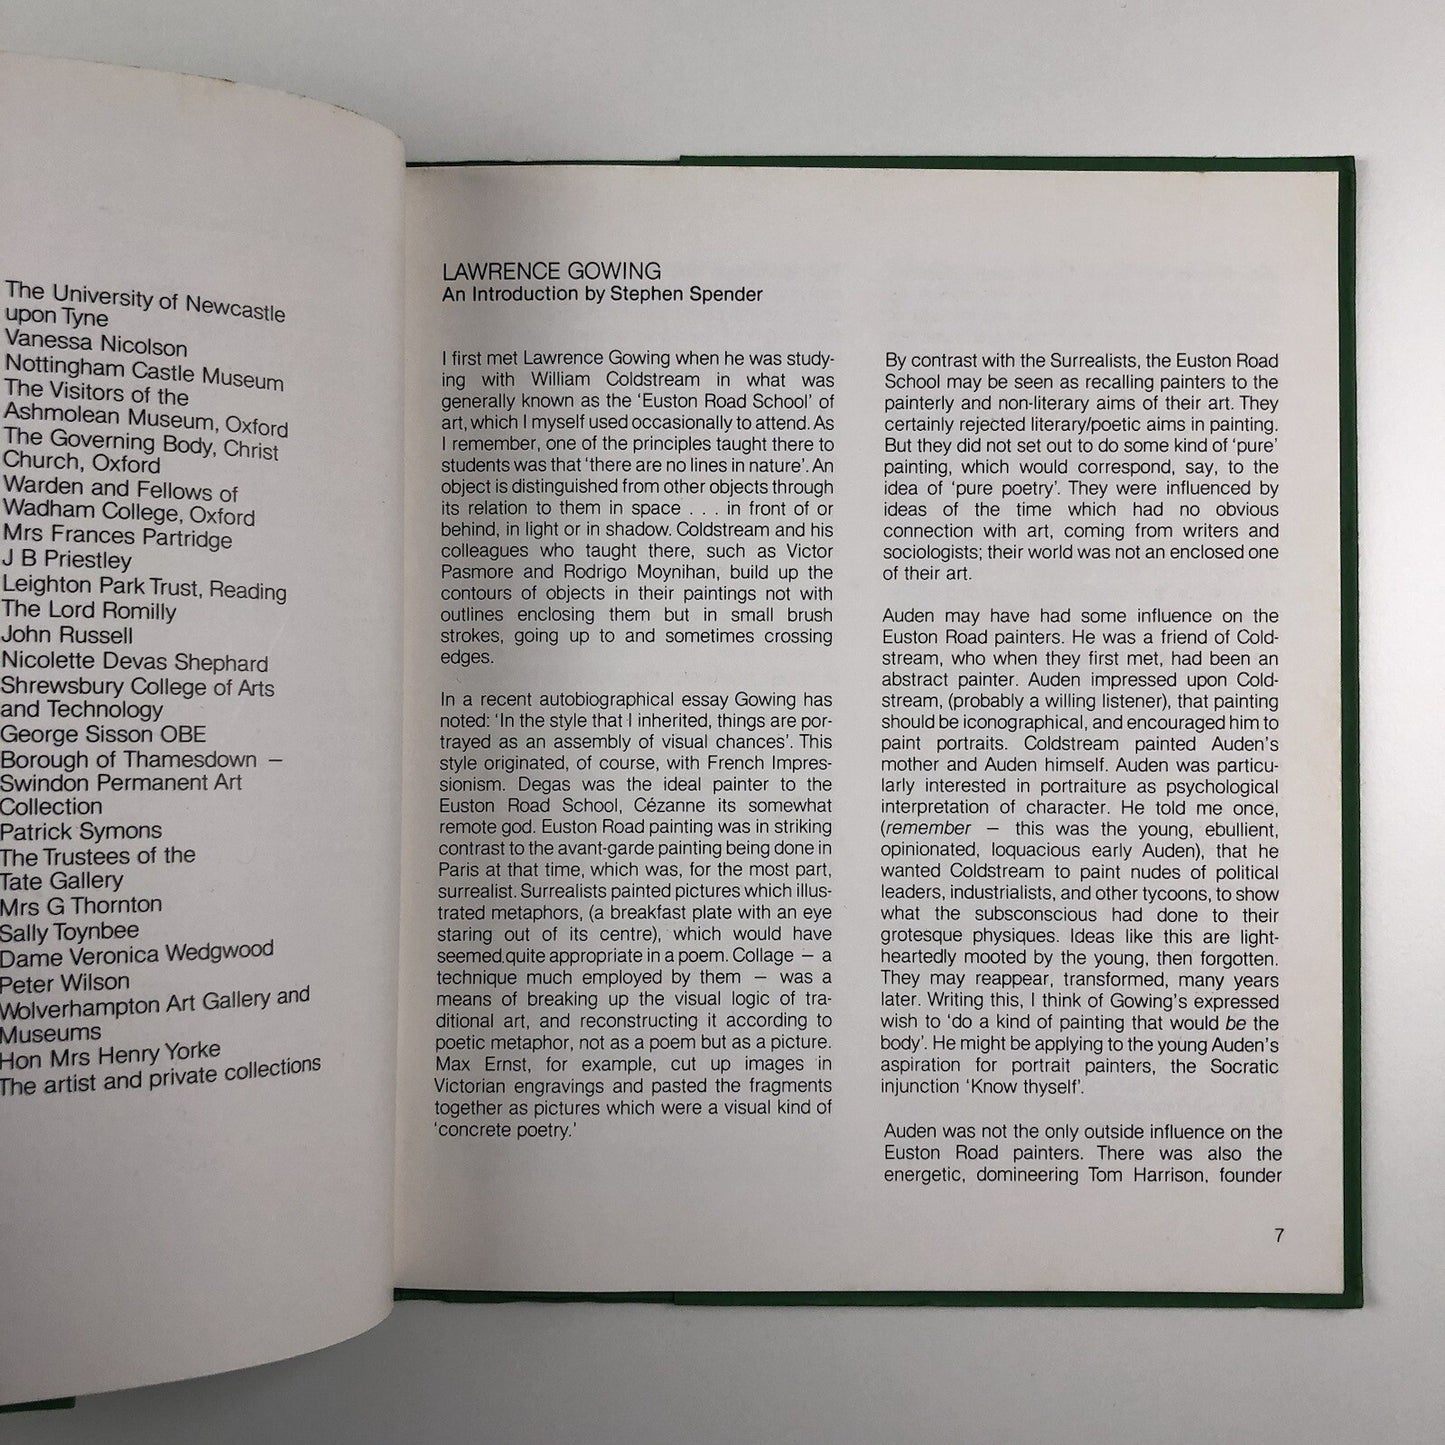 The University of Newcastle
upon Tyne
Vanessa Nicolson
Nottingham Castle Museum
The Visitors of the
Ashmolean Museum, Oxford
The Governing Body, Christ
Church, Oxford
Warden and Fellows of
Wadham College, Oxford
Mrs Frances Partridge
J B Priestley
Leighton Park Trust, Reading
The Lord Romilly
John Russell
Nicolette Devas Shephard
Shrewsbury College of Arts
and Technology
George Sisson OBE
Borough of Thamesdown –
Swindon Permanent Art
Collection
Patrick Symons
The Trustees of the
Tate Gallery
Mrs G Thornton
Sally Toynbee
Dame Veronica Wedgwood
Peter Wilson
Wolverhampton Art Gallery and
Museums
Hon Mrs Henry Yorke
The artist and private collections
LAWRENCE GOWING
An Introduction by Stephen Spender
I first met Lawrence Gowing when he was study-
ing with William Coldstream in what was
generally known as the ‘Euston Road School’ of
art, which I myself used occasionally to attend. As
I remember, one of the principles taught there to
students was that ‘there are no lines in nature’. An
object is distinguished from other objects through
its relation to them in space . . . in front of or
behind, in light or in shadow. Coldstream and his
colleagues who taught there, such as Victor
Pasmore and Rodrigo Moynihan, build up the
contours of objects in their paintings not with
outlines enclosing them but in small brush
strokes, going up to and sometimes crossing
edges.
In a recent autobiographical essay Gowing has
noted: ‘In the style that I inherited, things are por-
trayed as an assembly of visual chances’. This
style originated, of course, with French Impres-
sionism. Degas was the ideal painter to the
Euston Road School, Cézanne its somewhat
remote god. Euston Road painting was in striking
contrast to the avant-garde painting being done in
Paris at that time, which was, for the most part,
surrealist. Surrealists painted pictures which illus-
trated metaphors, (a breakfast plate with an eye
staring out of its centre), which would have
seemed quite appropriate in a poem. Collage – a
technique much employed by them – was a
means of breaking up the visual logic of tra-
ditional art, and reconstructing it according to
poetic metaphor, not as a poem but as a picture.
Max Ernst, for example, cut up images in
Victorian engravings and pasted the fragments
together as pictures which were a visual kind of
‘concrete poetry.’
By contrast with the Surrealists, the Euston Road
School may be seen as recalling painters to the
painterly and non-literary aims of their art. They
certainly rejected literary/poetic aims in painting.
But they did not set out to do some kind of ‘pure’
painting, which would correspond, say, to the
idea of ‘pure poetry’. They were influenced by
ideas of the time which had no obvious
connection with art, coming from writers and
sociologists; their world was not an enclosed one
of their art.
Auden may have had some influence on the
Euston Road painters. He was a friend of Cold-
stream, who when they first met, had been an
abstract painter. Auden impressed upon Cold-
stream, (probably a willing listener), that painting
should be iconographical, and encouraged him to
paint portraits. Coldstream painted Auden’s
mother and Auden himself. Auden was particu-
larly interested in portraiture as psychological
interpretation of character. He told me once,
(remember – this was the young, ebullient,
opinionated, loquacious early Auden), that he
wanted Coldstream to paint nudes of political
leaders, industrialists, and other tycoons, to show
what the subsconscious had done to their
grotesque physiques. Ideas like this are light-
heartedly mooted by the young, then forgotten.
They may reappear, transformed, many years
later. Writing this, I think of Gowing’s expressed
wish to ‘do a kind of painting that would be the
body’. He might be applying to the young Auden’s
aspiration for portrait painters, the Socratic
injunction ‘Know thyself’.
Auden was not the only outside influence on the
Euston Road painters. There was also the
energetic, domineering Tom Harrison, founder
7